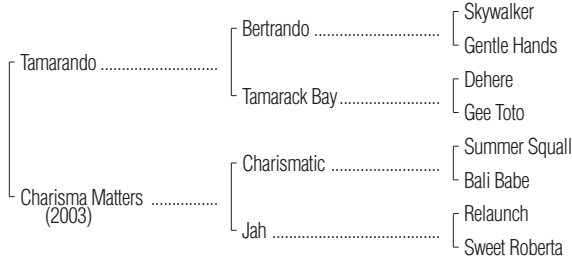 Skywalker
Bertrando
Gentle Hands
Tamarando
Dehere
Tamarack Bay
Gee Toto
Summer Squall
Charismatic
Bali Babe
Charisma Matters
(2003)
Relaunch
Jah
Sweet Roberta